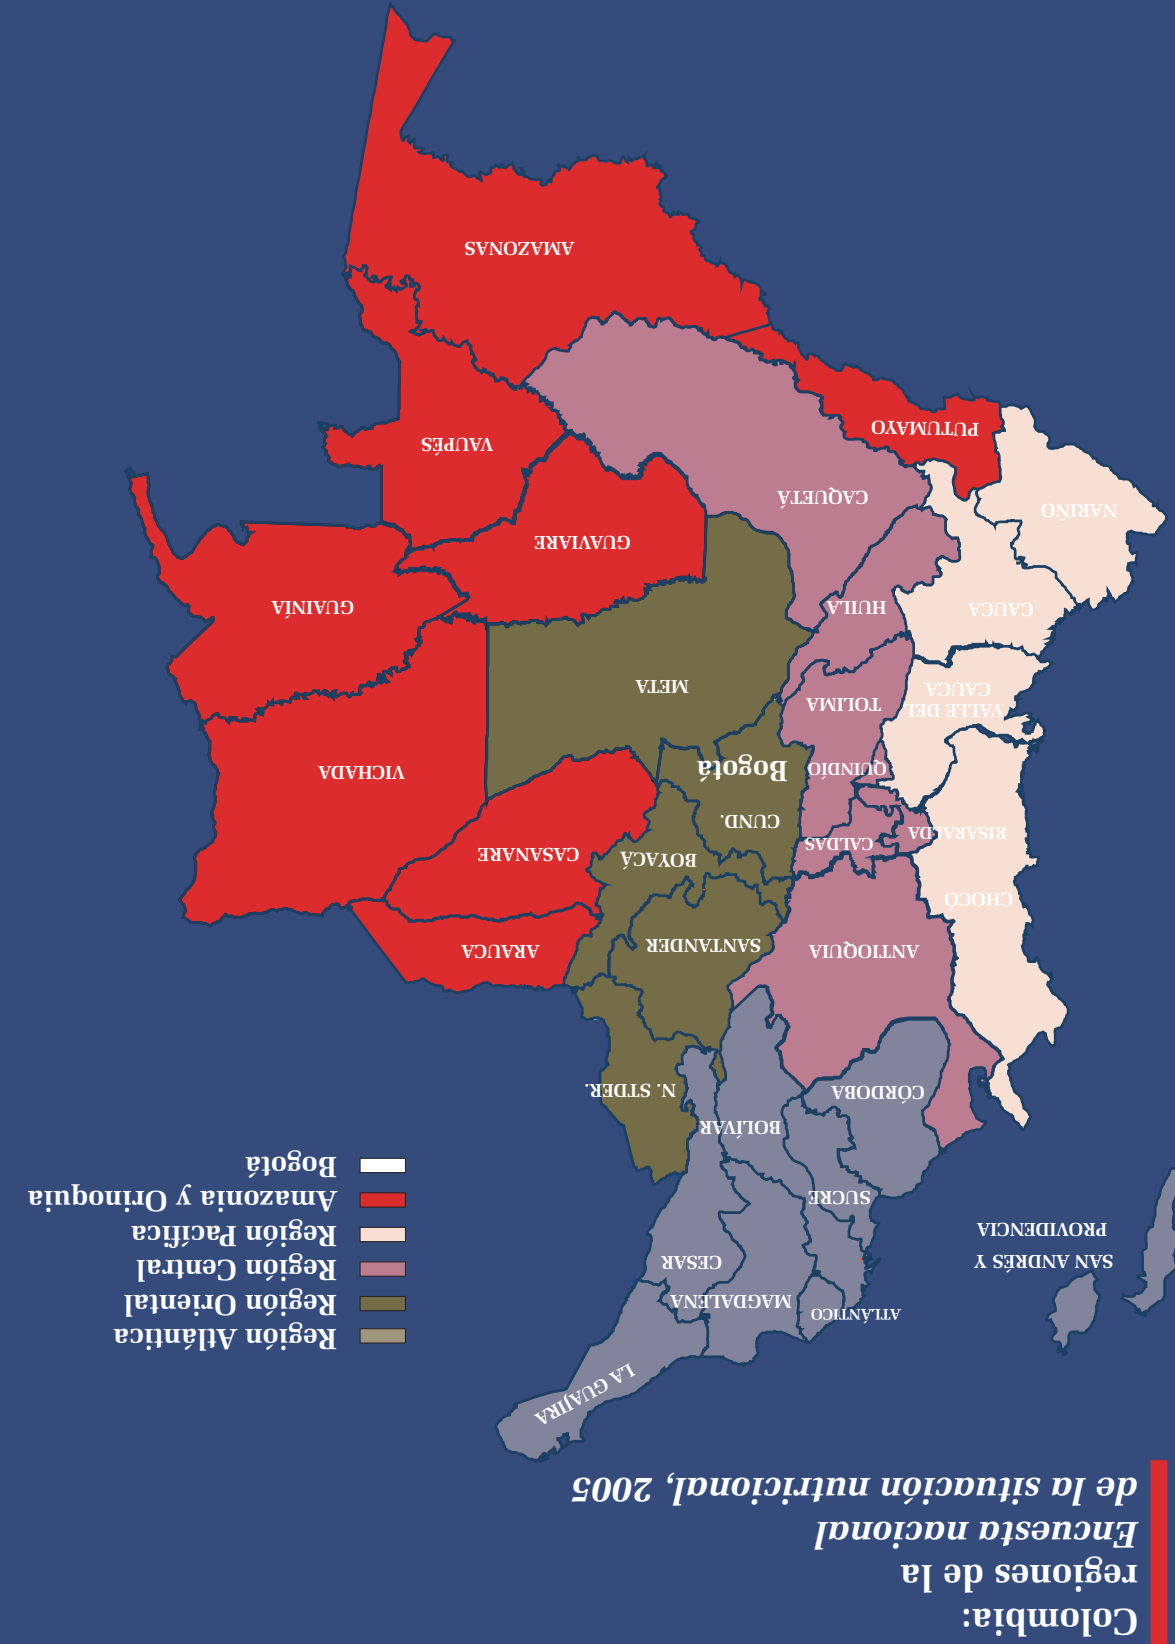 Colombia:
regiones de la
Encuesta nacional
de la situación nutricional, 2005
LA GUAJIRA
ATLÁNTICO
MAGDALENA
CESAR
SAN ANDRÉS Y
PROVIDENCIA
SUCRE
BOLÍVAR
CÓRDOBA
N. STDER.
Región Atlántica
Región Oriental
Región Central
Región Pacífica
Amazonia y Orinoquia
Bogotá
ANTIOQUIA
SANTANDER
ARAUCA
CHOCÓ
BOYACÁ
CASANARE
CALDAS
RISARALDA
CUND.
Bogotá
QUINDÍO
VICHADA
TOLIMA
VALLE DEL
CAUCA
META
HUILA
CAUCA
GUAINÍA
GUAVIARE
NARIÑO
CAQUETÁ
VAUPÉS
PUTUMAYO
AMAZONAS